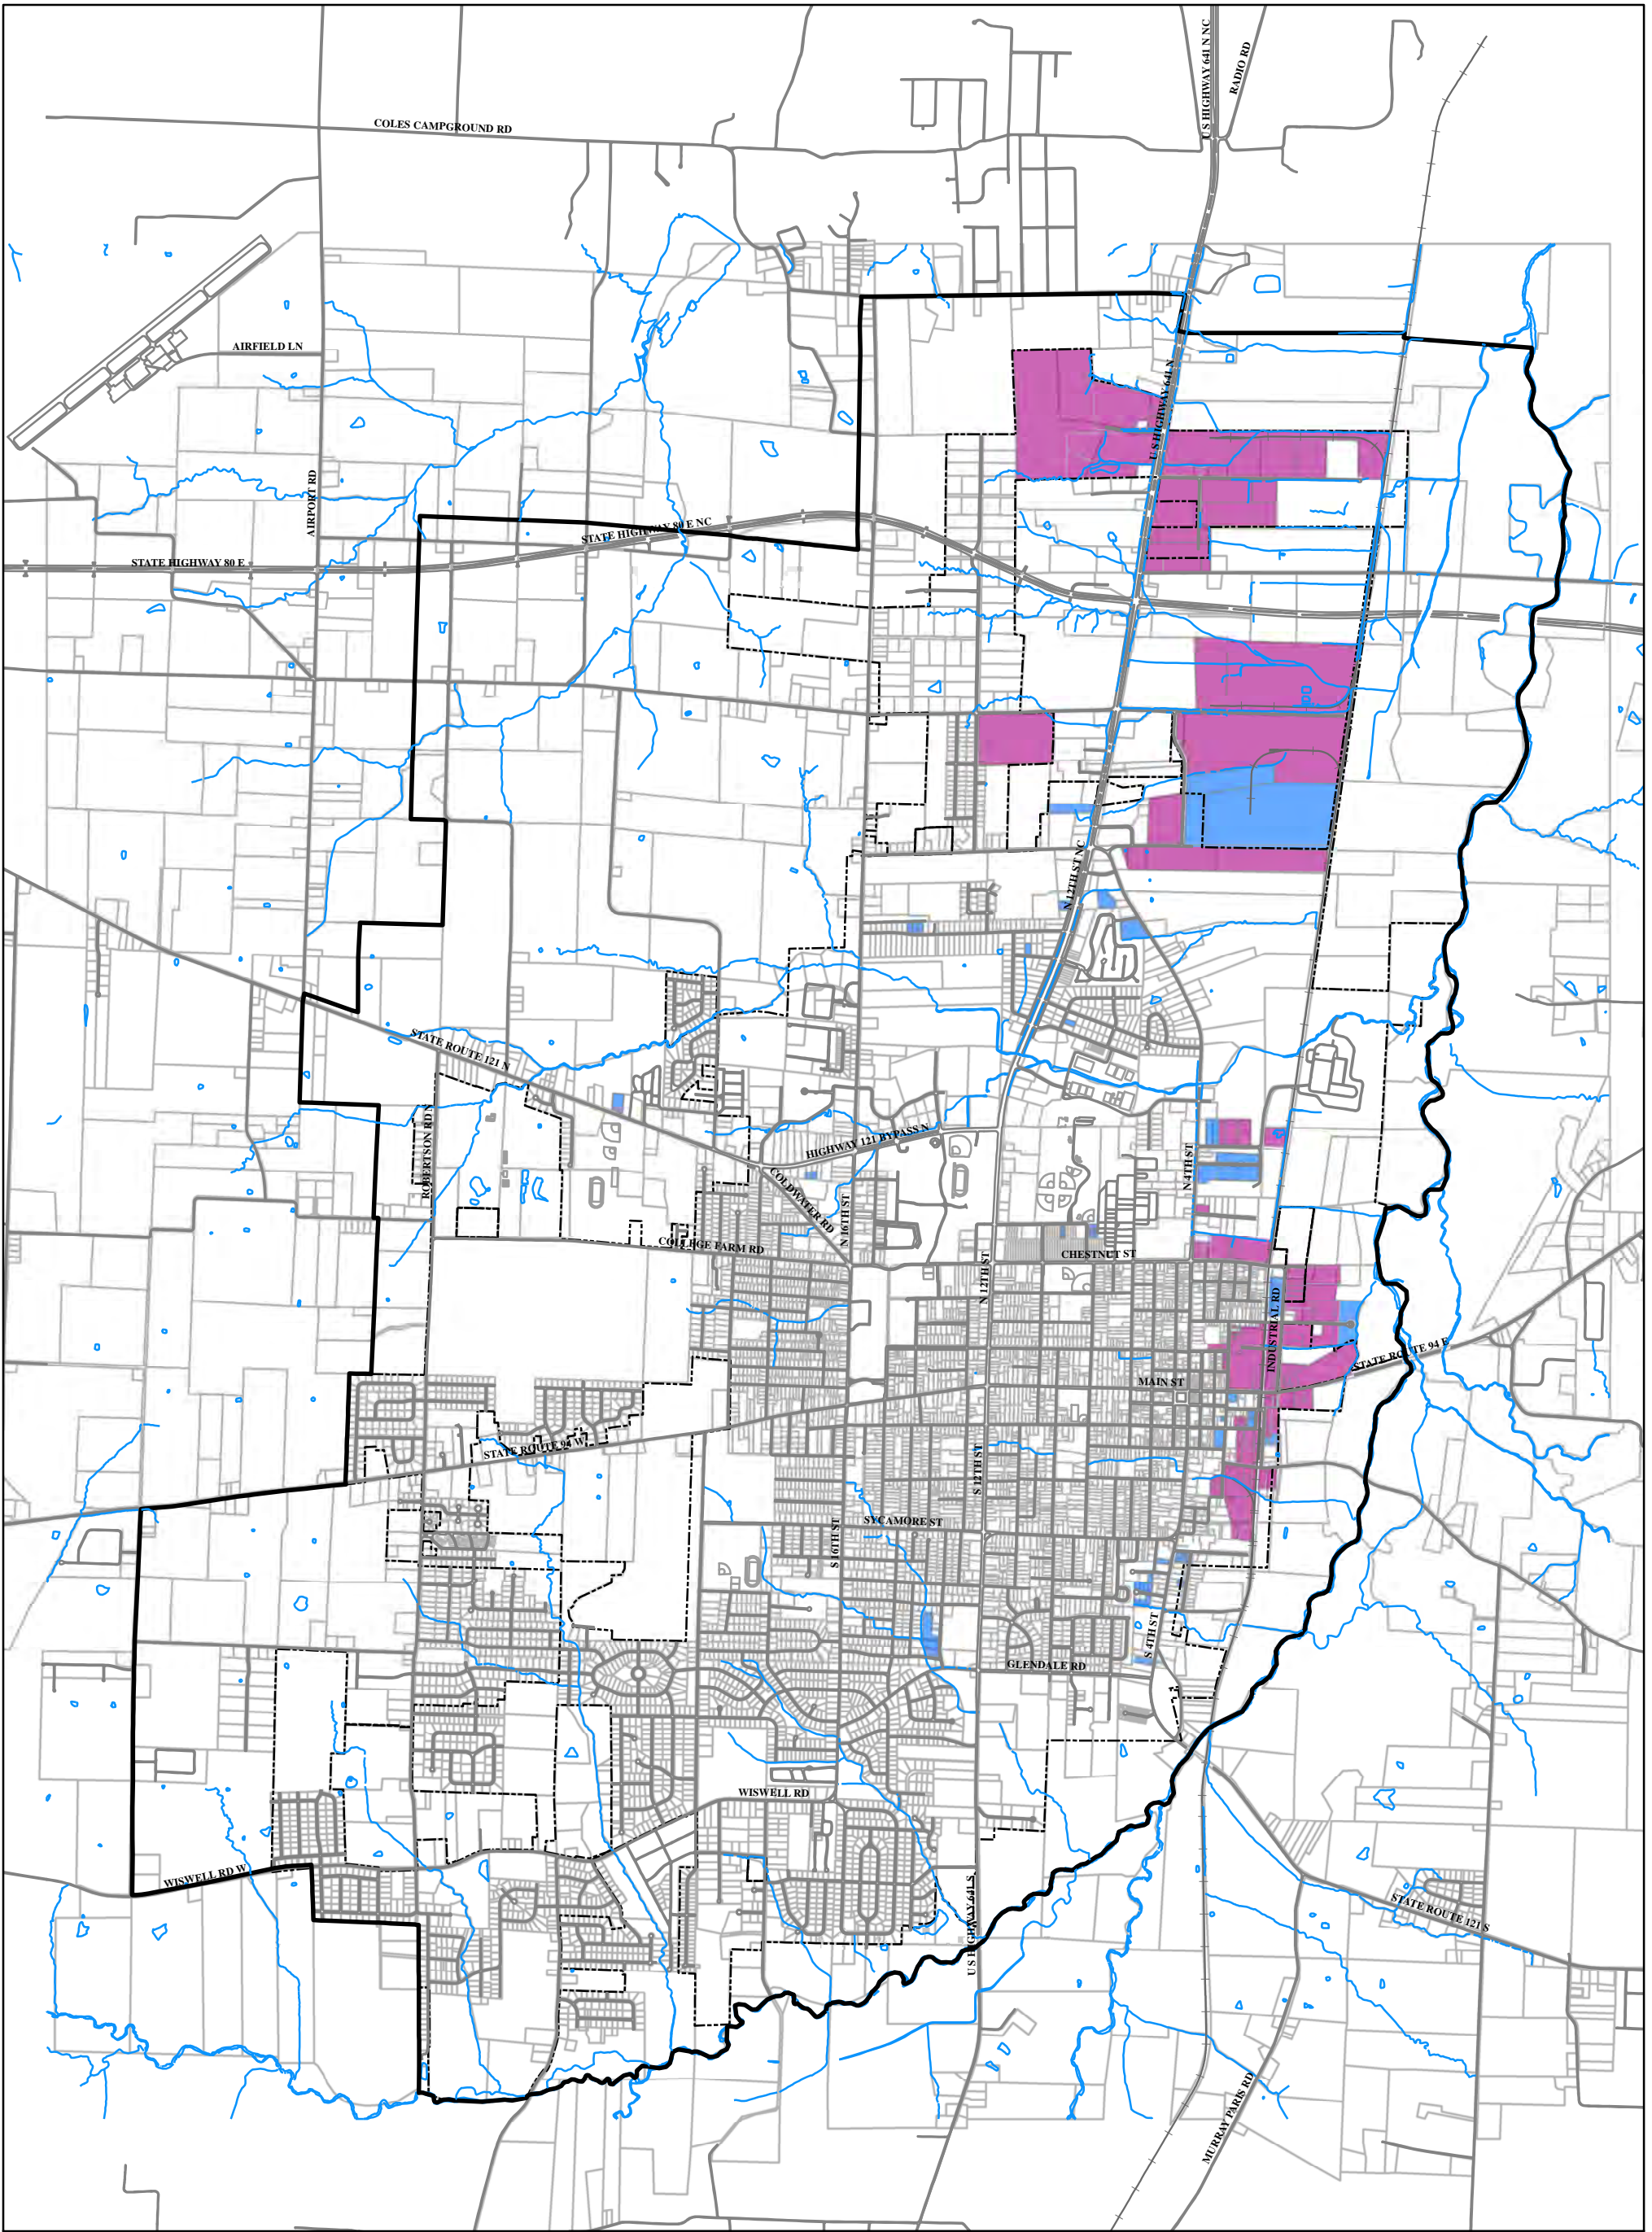 U S HIGHWAY 641 N NC
RADIO RD
COLES CAMPGROUND RD
AIRFIELD LN
U S HIGHWAY 641 N
AIRPORT RD
STATE HIGHWAY 80 E NC
STATE HIGHWAY 80 E
N 12TH ST NC
STATE ROUTE 121 N
ROBERTSON RD N
HIGHWAY 121 BYPASS N
COLDWATER RD
N 16TH ST
N 4TH ST
COLLEGE FARM RD
CHESTNUT ST
N 12TH ST
INDUSTRIAL RD
STATE ROUTE 94 E
MAIN ST
STATE ROUTE 94 W
S 12TH ST
SYCAMORE ST
S 16TH ST
S 4TH ST
GLENDALE RD
WISWELL RD
WISWELL RD W
US HIGHWAY 641 S
STATE ROUTE 121 S
MURRAY PARIS RD